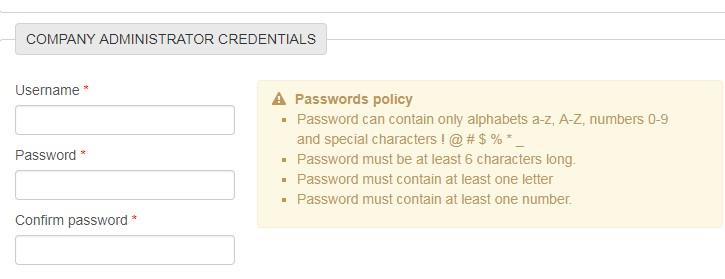 COMPANY ADMINISTRATOR CREDENTIALS
Username *
Passwords policy
Password can contain only alphabets a-z, A-Z, numbers 0-9
and special characters ! @ # $ % * _
Password must be at least 6 characters long.
Password must contain at least one letter
Password must contain at least one number.
Password *
Confirm password *